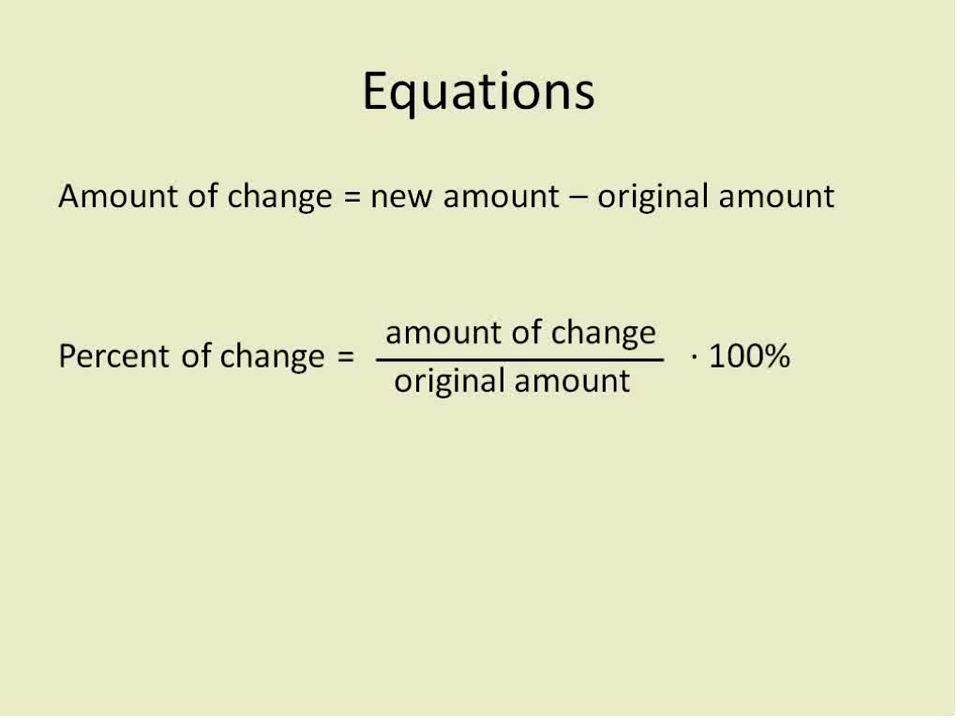 Equations
Amount of change = new amount – original amount
amount of change
Percent of change = · 100%
original amount